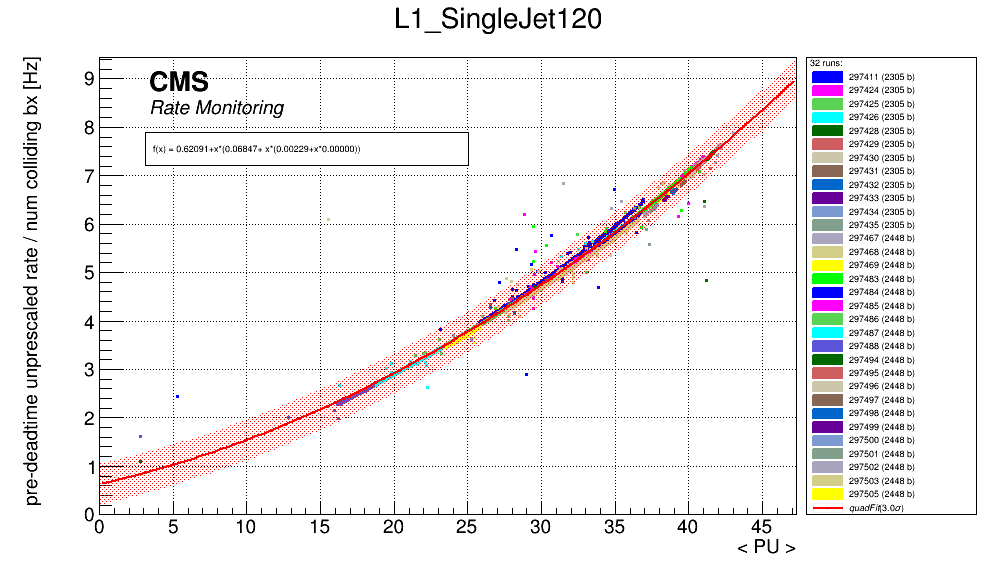 L1_SingleJet120
pre-deadtime unprescaled rate / num colliding bx [Hz]
CMS
Rate Monitoring
f(x) = 0.62091+x*(0.06847+ x*(0.00229+x*0.00000))
9
8
7
6
5
4
3
2
1
0
0 5 10 15 20 25 30 35 40 45
< PU >
32 runs:
297411 (2305 b)
297424 (2305 b)
297425 (2305 b)
297426 (2305 b)
297428 (2305 b)
297429 (2305 b)
297430 (2305 b)
297431 (2305 b)
297432 (2305 b)
297433 (2305 b)
297434 (2305 b)
297435 (2305 b)
297467 (2448 b)
297468 (2448 b)
297469 (2448 b)
297483 (2448 b)
297484 (2448 b)
297485 (2448 b)
297486 (2448 b)
297487 (2448 b)
297488 (2448 b)
297494 (2448 b)
297495 (2448 b)
297496 (2448 b)
297497 (2448 b)
297498 (2448 b)
297499 (2448 b)
297500 (2448 b)
297501 (2448 b)
297502 (2448 b)
297503 (2448 b)
297505 (2448 b)
quadFit(3.0σ)